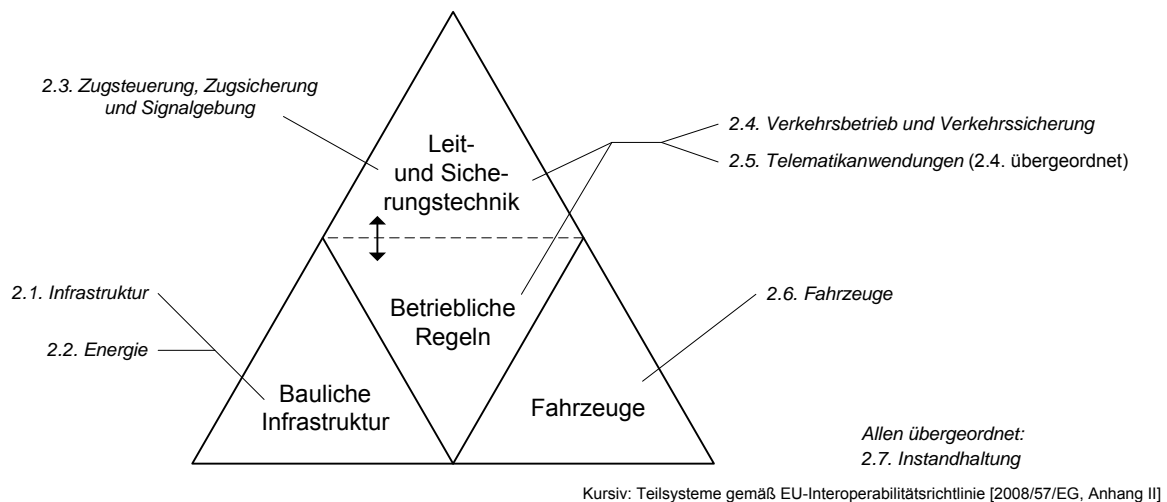 2.3. Zugsteuerung, Zugsicherung
und Signalgebung
Leit-
und Siche-
rungstechnik
2.4. Verkehrsbetrieb und Verkehrssicherung
2.5. Telematikanwendungen (2.4. übergeordnet)
2.1. Infrastruktur
2.2. Energie
Betriebliche
Regeln
2.6. Fahrzeuge
Bauliche
Infrastruktur
Fahrzeuge
Allen übergeordnet:
2.7. Instandhaltung
Kursiv: Teilsysteme gemäß EU-Interoperabilitätsrichtlinie [2008/57/EG, Anhang II]